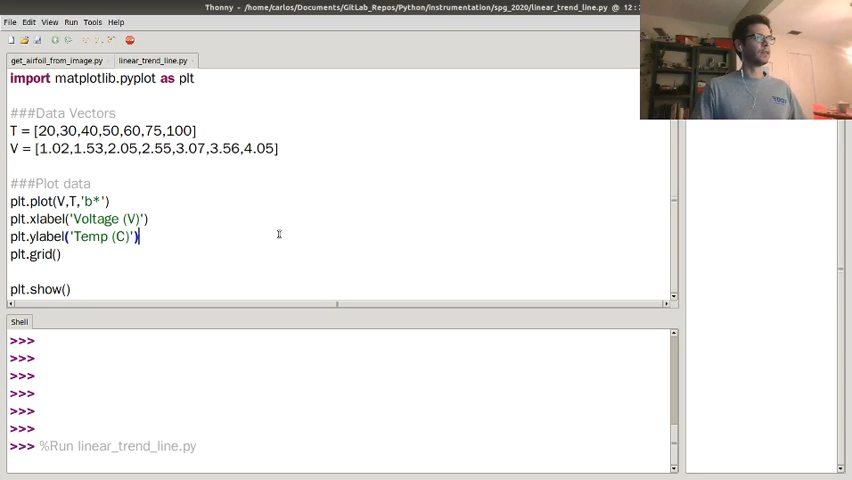 Thonny - /home/carlos/Documents/GitLab_Repos/Python/instrumentation/spg_2020/linear_trend_line.py @ 12:
File Edit View Run Tools Help
get_airfoil_from_image.py
linear_trend_line.py
import matplotlib.pyplot as plt
###Data Vectors
T = [20,30,40,50,60,75,100]
V = [1.02,1.53,2.05,2.55,3.07,3.56,4.05]
###Plot data
plt.plot(V,T,'b*')
plt.xlabel('Voltage (V)')
plt.ylabel('Temp (C)')
plt.grid()
plt.show()
Shell
>>>
>>>
>>>
>>>
>>>
>>>
>>> %Run linear_trend_line.py